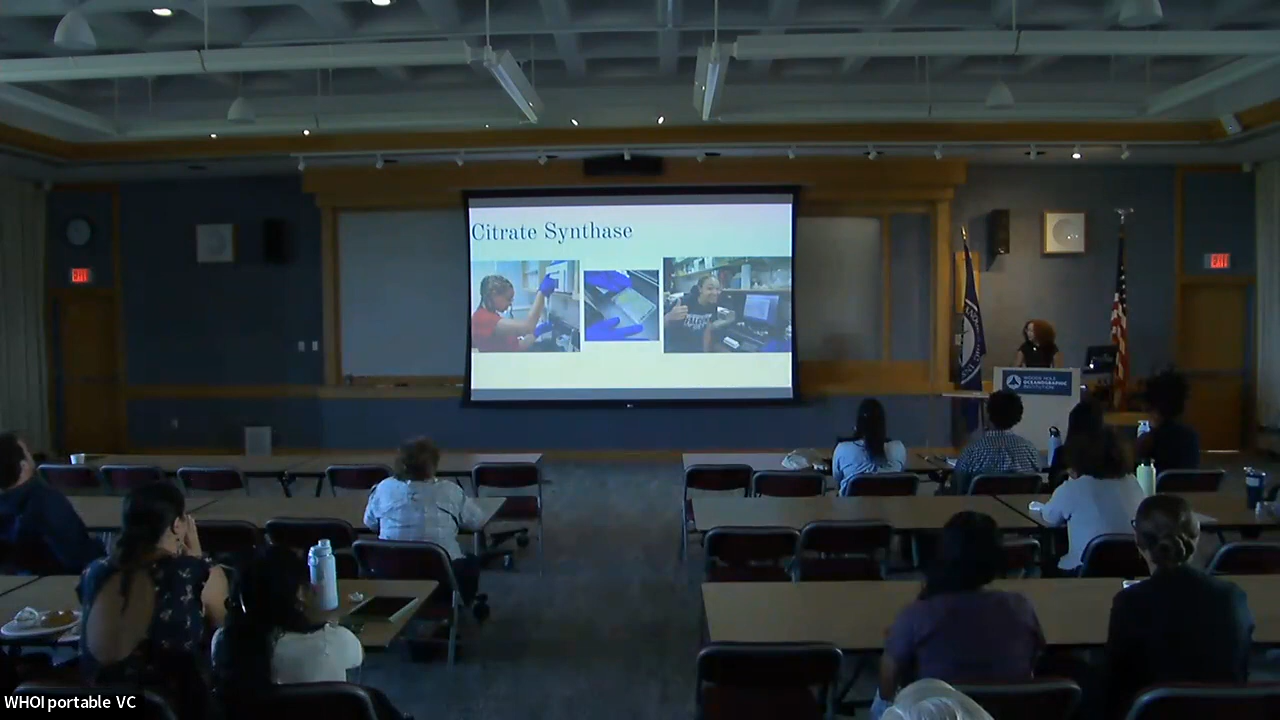 Citrate Synthase
EXIT
EXIT
WOODS HOLE
OCEANOGRAPHIC
INSTITUTION
WHOI portable VC